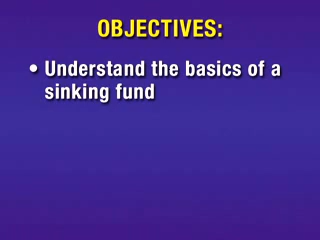 OBJECTIVES:
• Understand the basics of a
sinking fund